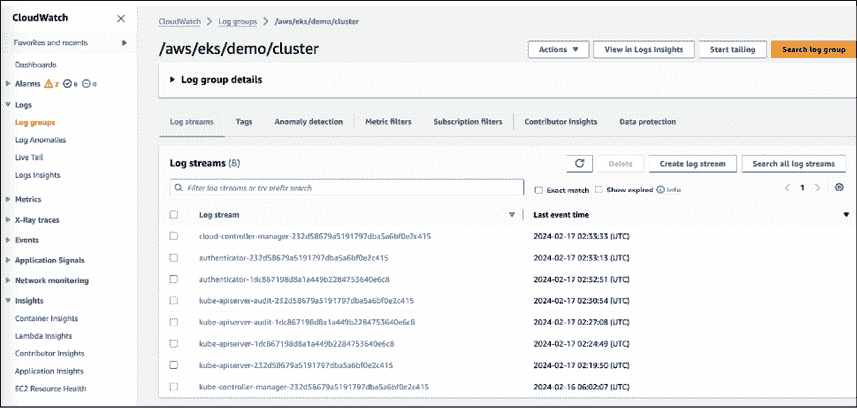 CloudWatch
CloudWatch > Log groups > /aws/eks/demo/cluster
Favorites and recents
Dashboards
Alarms 2 6 0
Logs
Log groups
Log Anomalies
Live Tail
Logs Insights
Metrics
X-Ray traces
Events
Application Signals
Network monitoring
Insights
Container Insights
Lambda Insights
Contributor Insights
Application Insights
EC2 Resource Health
/aws/eks/demo/cluster
Actions View in Logs Insights Start tailing Search log group
Log group details
Log streams Tags Anomaly detection Metric filters Subscription filters Contributor Insights Data protection
Log streams (8)
Delete Create log stream Search all log streams
Filter log streams or try prefix search Exact match Show expired Info 1
Log stream Last event time
cloud-controller-manager-232d58679a5191797dba5a6bf0e2c415 2024-02-17 02:33:33 (UTC)
authenticator-232d58679a5191797dba5a6bf0e2c415 2024-02-17 02:33:13 (UTC)
authenticator-1dc867198d8a1a449b2284753640e6c8 2024-02-17 02:32:51 (UTC)
kube-apiserver-audit-232d58679a5191797dba5a6bf0e2c415 2024-02-17 02:30:54 (UTC)
kube-apiserver-audit-1dc867198d8a1a449b2284753640e6c8 2024-02-17 02:27:08 (UTC)
kube-apiserver-1dc867198d8a1a449b2284753640e6c8 2024-02-17 02:24:49 (UTC)
kube-apiserver-232d58679a5191797dba5a6bf0e2c415 2024-02-17 02:19:50 (UTC)
kube-controller-manager-232d58679a5191797dba5a6bf0e2c415 2024-02-16 06:02:07 (UTC)